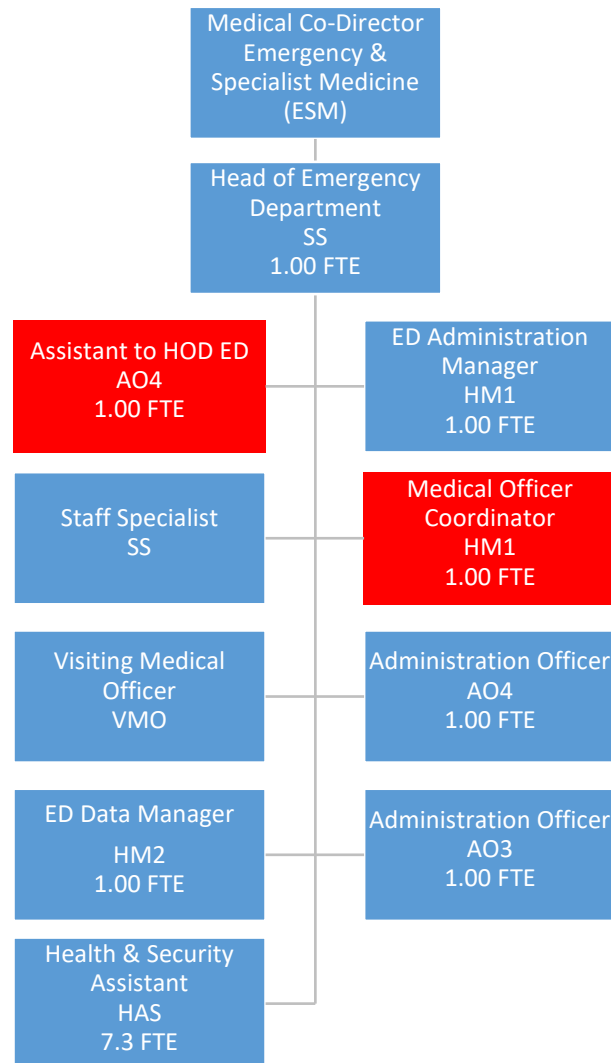 Medical Co-Director
Emergency &
Specialist Medicine
(ESM)
Head of Emergency
Department
SS
1.00 FTE
Assistant to HOD ED
AO4
1.00 FTE
ED Administration
Manager
HM1
1.00 FTE
Staff Specialist
SS
Medical Officer
Coordinator
HM1
1.00 FTE
Visiting Medical
Officer
VMO
Administration Officer
AO4
1.00 FTE
ED Data Manager
HM2
1.00 FTE
Administration Officer
AO3
1.00 FTE
Health & Security
Assistant
HAS
7.3 FTE